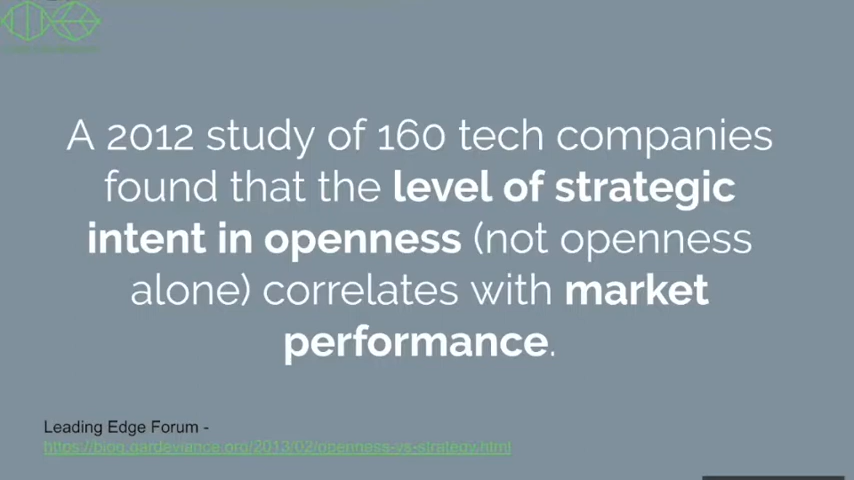 A 2012 study of 160 tech companies
found that the level of strategic
intent in openness (not openness
alone) correlates with market
performance.
Leading Edge Forum -
https://blog.gardeviance.org/2013/02/openness-vs-strategy.html